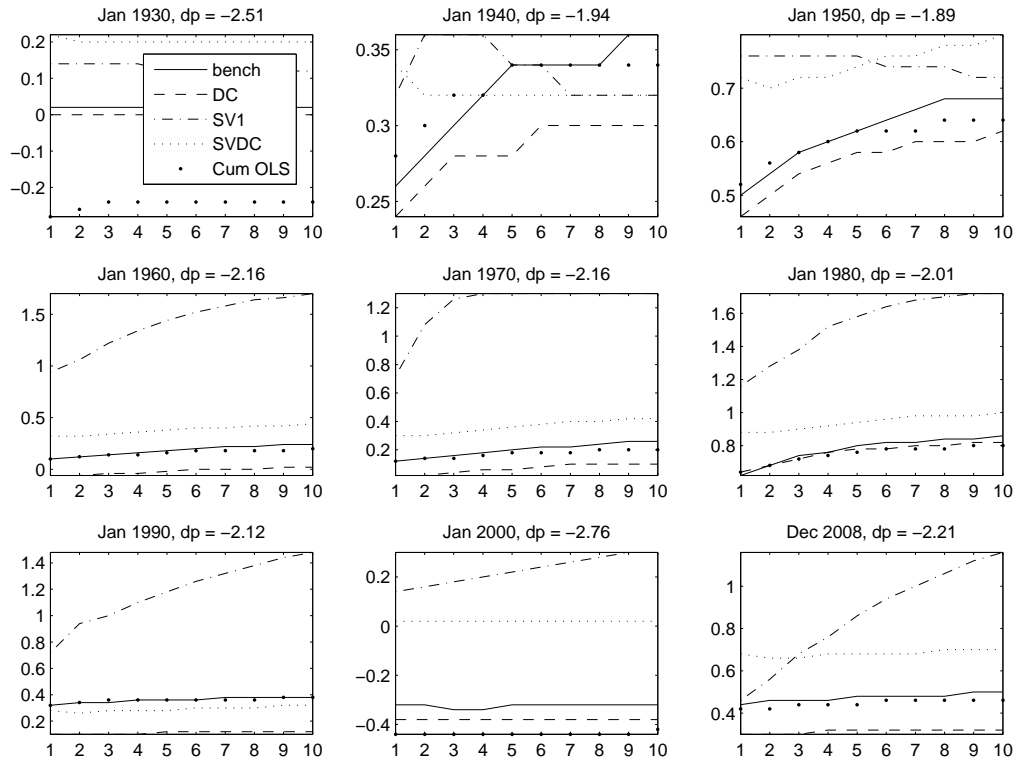 Jan 1930, dp = −2.51
0.2
0.1
0
−0.1
−0.2
1 2 3 4 5 6 7 8 9 10
bench
DC
SV1
SVDC
Cum OLS
Jan 1940, dp = −1.94
0.35
0.3
0.25
1 2 3 4 5 6 7 8 9 10
Jan 1950, dp = −1.89
0.7
0.6
0.5
1 2 3 4 5 6 7 8 9 10
Jan 1960, dp = −2.16
1.5
1
0.5
0
1 2 3 4 5 6 7 8 9 10
Jan 1970, dp = −2.16
1.2
1
0.8
0.6
0.4
0.2
1 2 3 4 5 6 7 8 9 10
Jan 1980, dp = −2.01
1.6
1.4
1.2
1
0.8
1 2 3 4 5 6 7 8 9 10
Jan 1990, dp = −2.12
1.4
1.2
1
0.8
0.6
0.4
0.2
1 2 3 4 5 6 7 8 9 10
Jan 2000, dp = −2.76
0.2
0
−0.2
−0.4
1 2 3 4 5 6 7 8 9 10
Dec 2008, dp = −2.21
1
0.8
0.6
0.4
1 2 3 4 5 6 7 8 9 10